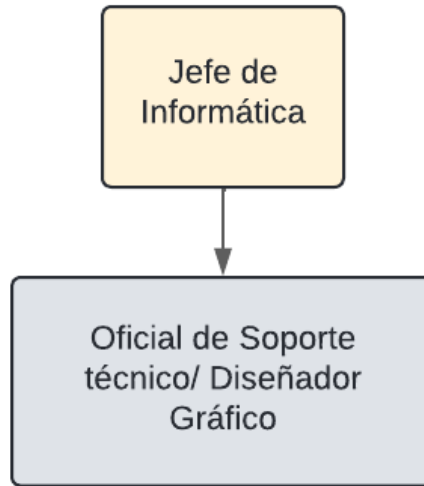 Jefe de
Informática
Oficial de Soporte
técnico/ Diseñador
Gráfico